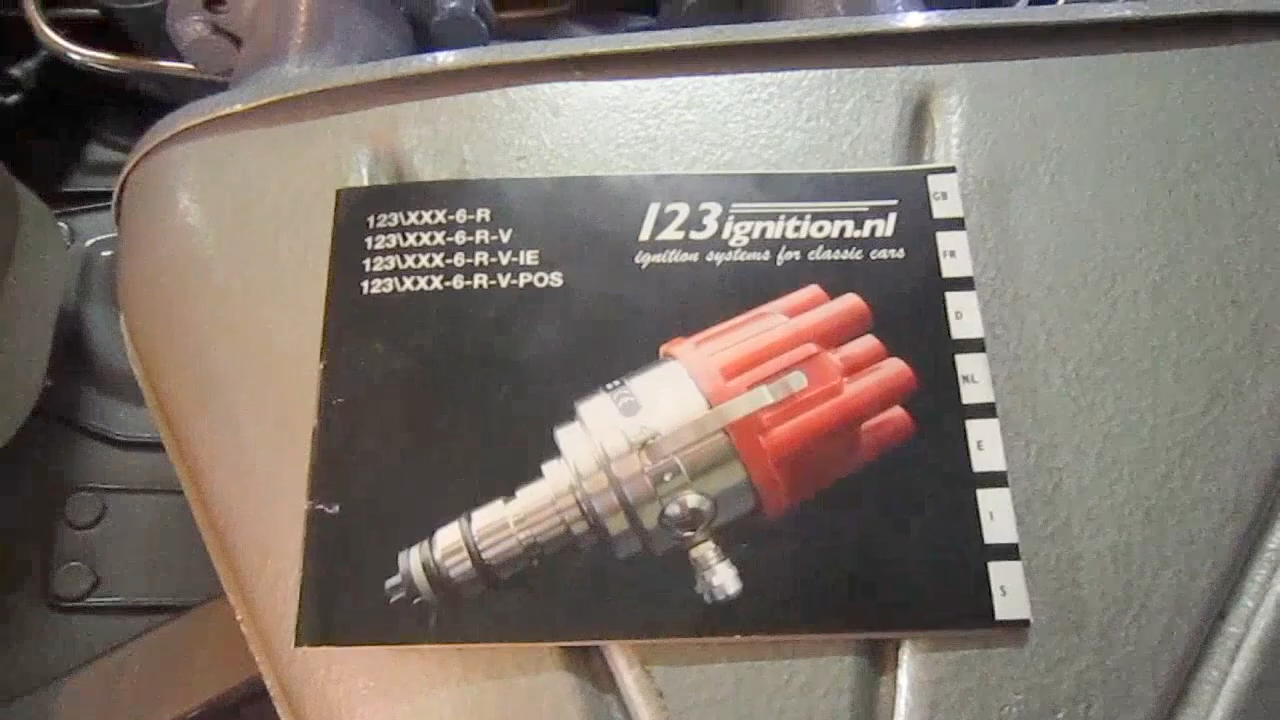 123\XXX-6-R
123\XXX-6-R-V
123\XXX-6-R-V-IE
123\XXX-6-R-V-POS
123ignition.nl
ignition systems for classic cars
GB
FR
D
NL
E
I
S